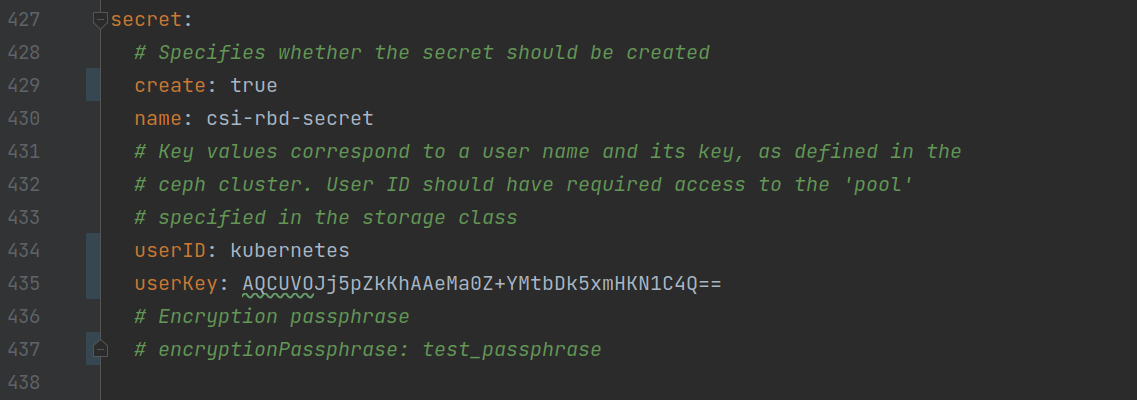 427 secret:
428 # Specifies whether the secret should be created
429 create: true
430 name: csi-rbd-secret
431 # Key values correspond to a user name and its key, as defined in the
432 # ceph cluster. User ID should have required access to the 'pool'
433 # specified in the storage class
434 userID: kubernetes
435 userKey: AQCUVOJj5pZkKhAAeMa0Z+YMtbDk5xmHKN1C4Q==
436 # Encryption passphrase
437 # encryptionPassphrase: test_passphrase
438